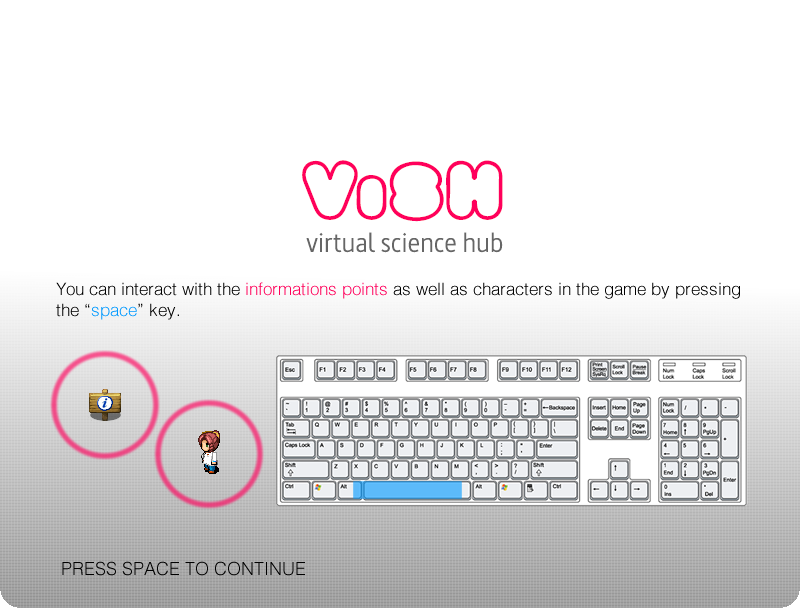 ViSH
virtual science hub
You can interact with the informations points as well as characters in the game by pressing
the “space” key.
Esc F1 F2 F3 F4 F5 F6 F7 F8 F9 F10 F11 F12 Print Screen SysRq Scroll Lock Pause Break Num Lock Caps Lock Scroll Lock
~ ! 1 @ 2 # 3 $ 4 % 5 ^ 6 & 7 * 8 ( 9 ) 0 - + = ←Backspace Insert Home Page Up Num Lock / * -
Tab Q W E R T Y U I O P { [ } ] | \ Delete End Page Down 7 Home 8 ↑ 9 PgUp +
Caps Lock A S D F G H J K L : ; " ' Enter 4 ← 5 6 →
Shift Z X C V B N M < , > . ? / Shift ↑ 1 End 2 ↓ 3 PgDn Enter
Ctrl Alt Alt Ctrl ← ↓ → 0 Ins . Del
PRESS SPACE TO CONTINUE